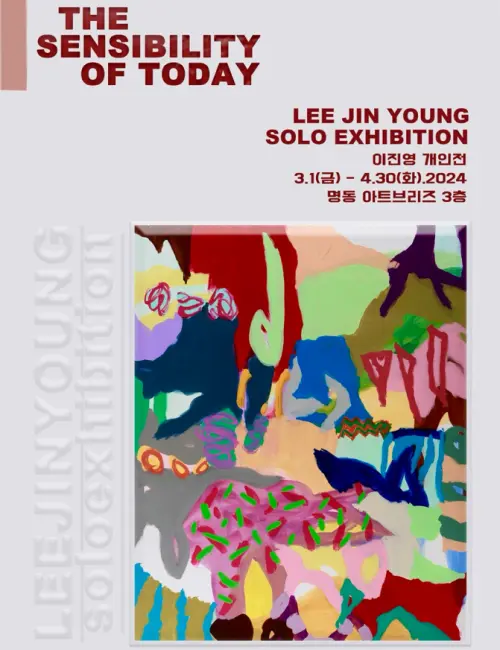 THE
SENSIBILITY
OF TODAY
LEE JIN YOUNG
SOLO EXHIBITION
이진영 개인전
3.1(금) - 4.30(화).2024
명동 아트브리즈 3층
LEEJINYOUNG
soloexhibition